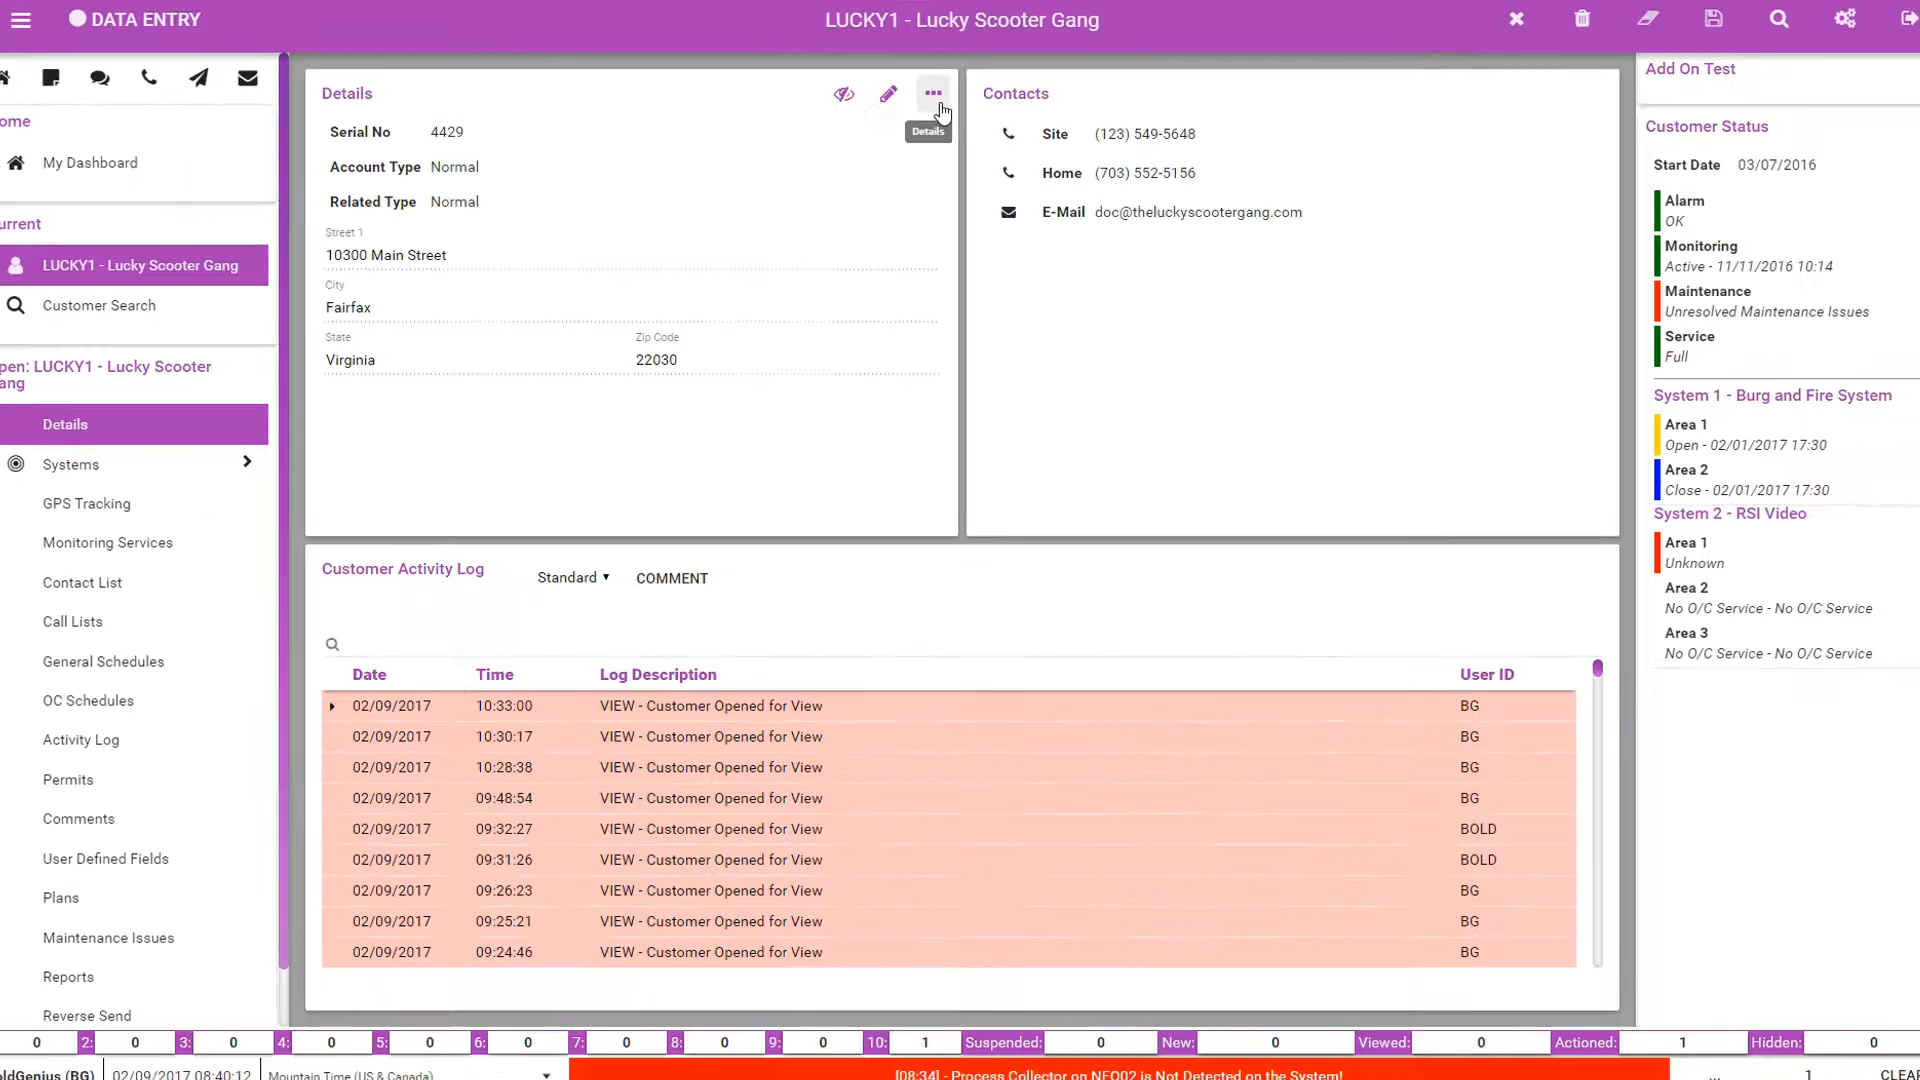 DATA ENTRY
LUCKY1 - Lucky Scooter Gang
ome
My Dashboard
urrent
LUCKY1 - Lucky Scooter Gang
Customer Search
pen: LUCKY1 - Lucky Scooter
ang
Details
Systems
GPS Tracking
Monitoring Services
Contact List
Call Lists
General Schedules
OC Schedules
Activity Log
Permits
Comments
User Defined Fields
Plans
Maintenance Issues
Reports
Reverse Send
Details
Details
Serial No 4429
Account Type Normal
Related Type Normal
Street 1
10300 Main Street
City
Fairfax
State Zip Code
Virginia 22030
Contacts
Site (123) 549-5648
Home (703) 552-5156
E-Mail doc@theluckyscootergang.com
Customer Activity Log Standard COMMENT
Date Time Log Description User ID
02/09/2017 10:33:00 VIEW - Customer Opened for View BG
02/09/2017 10:30:17 VIEW - Customer Opened for View BG
02/09/2017 10:28:38 VIEW - Customer Opened for View BG
02/09/2017 09:48:54 VIEW - Customer Opened for View BG
02/09/2017 09:32:27 VIEW - Customer Opened for View BOLD
02/09/2017 09:31:26 VIEW - Customer Opened for View BOLD
02/09/2017 09:26:23 VIEW - Customer Opened for View BG
02/09/2017 09:25:21 VIEW - Customer Opened for View BG
02/09/2017 09:24:46 VIEW - Customer Opened for View BG
Add On Test
Customer Status
Start Date 03/07/2016
Alarm
OK
Monitoring
Active - 11/11/2016 10:14
Maintenance
Unresolved Maintenance Issues
Service
Full
System 1 - Burg and Fire System
Area 1
Open - 02/01/2017 17:30
Area 2
Close - 02/01/2017 17:30
System 2 - RSI Video
Area 1
Unknown
Area 2
No O/C Service - No O/C Service
Area 3
No O/C Service - No O/C Service
0 2: 0 3: 0 4: 0 5: 0 6: 0 7: 0 8: 0 9: 0 10: 1 Suspended: 0 New: 0 Viewed: 0 Actioned: 1 Hidden: 0
oldGenius (BG) 02/09/2017 08:40:12 Mountain Time (US & Canada) [08:34] - Process Collector on NEO02 is Not Detected on the System! 1 ... CLEAR